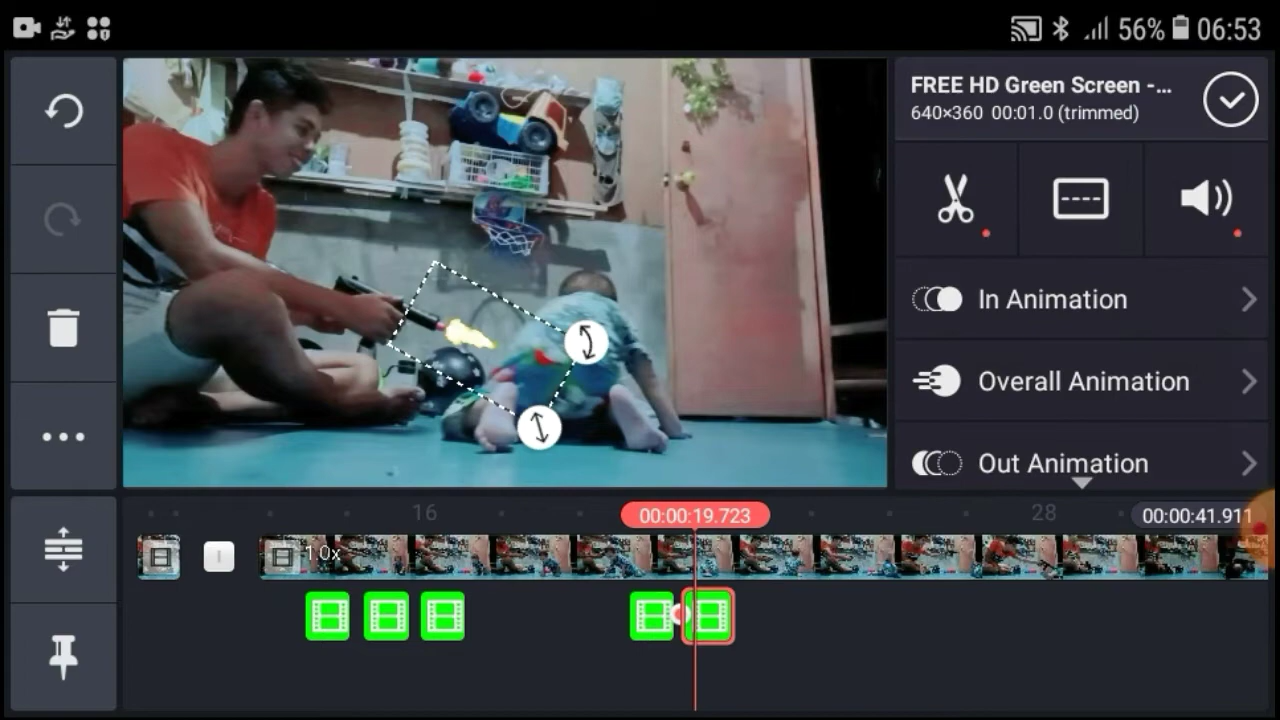 56% 06:53
FREE HD Green Screen -...
640×360 00:01.0 (trimmed)
In Animation
Overall Animation
Out Animation
16
00:00:19.723
28
00:00:41.911
1.0x